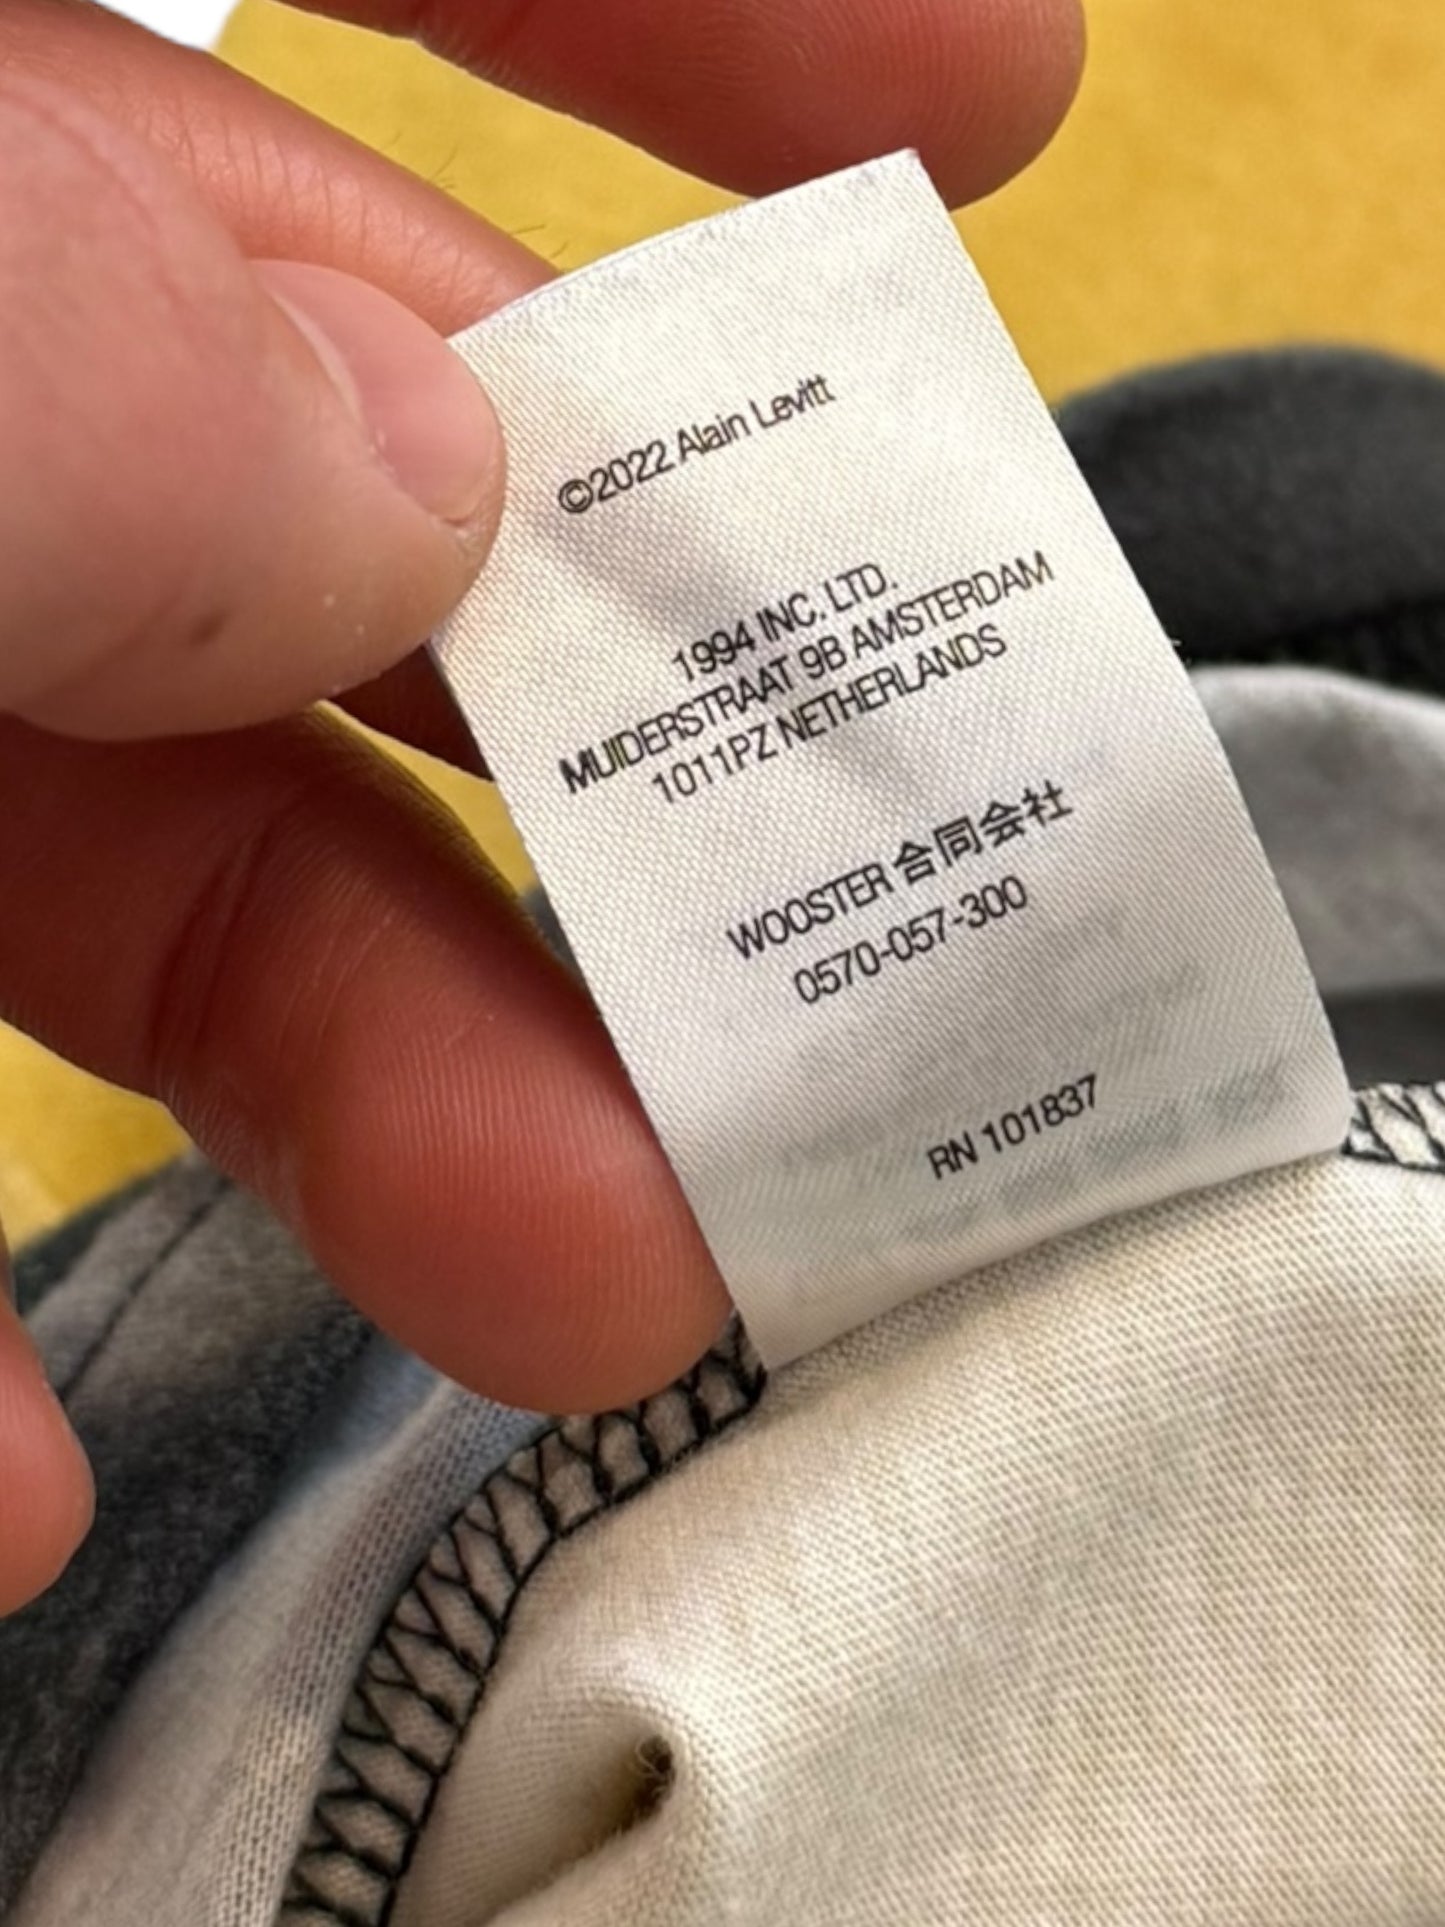 ©2022 Alain Levitt
1994 INC. LTD.
MUIDERSTRAAT 9B AMSTERDAM
1011PZ NETHERLANDS
WOOSTER 合同会社
0570-057-300
RN 101837